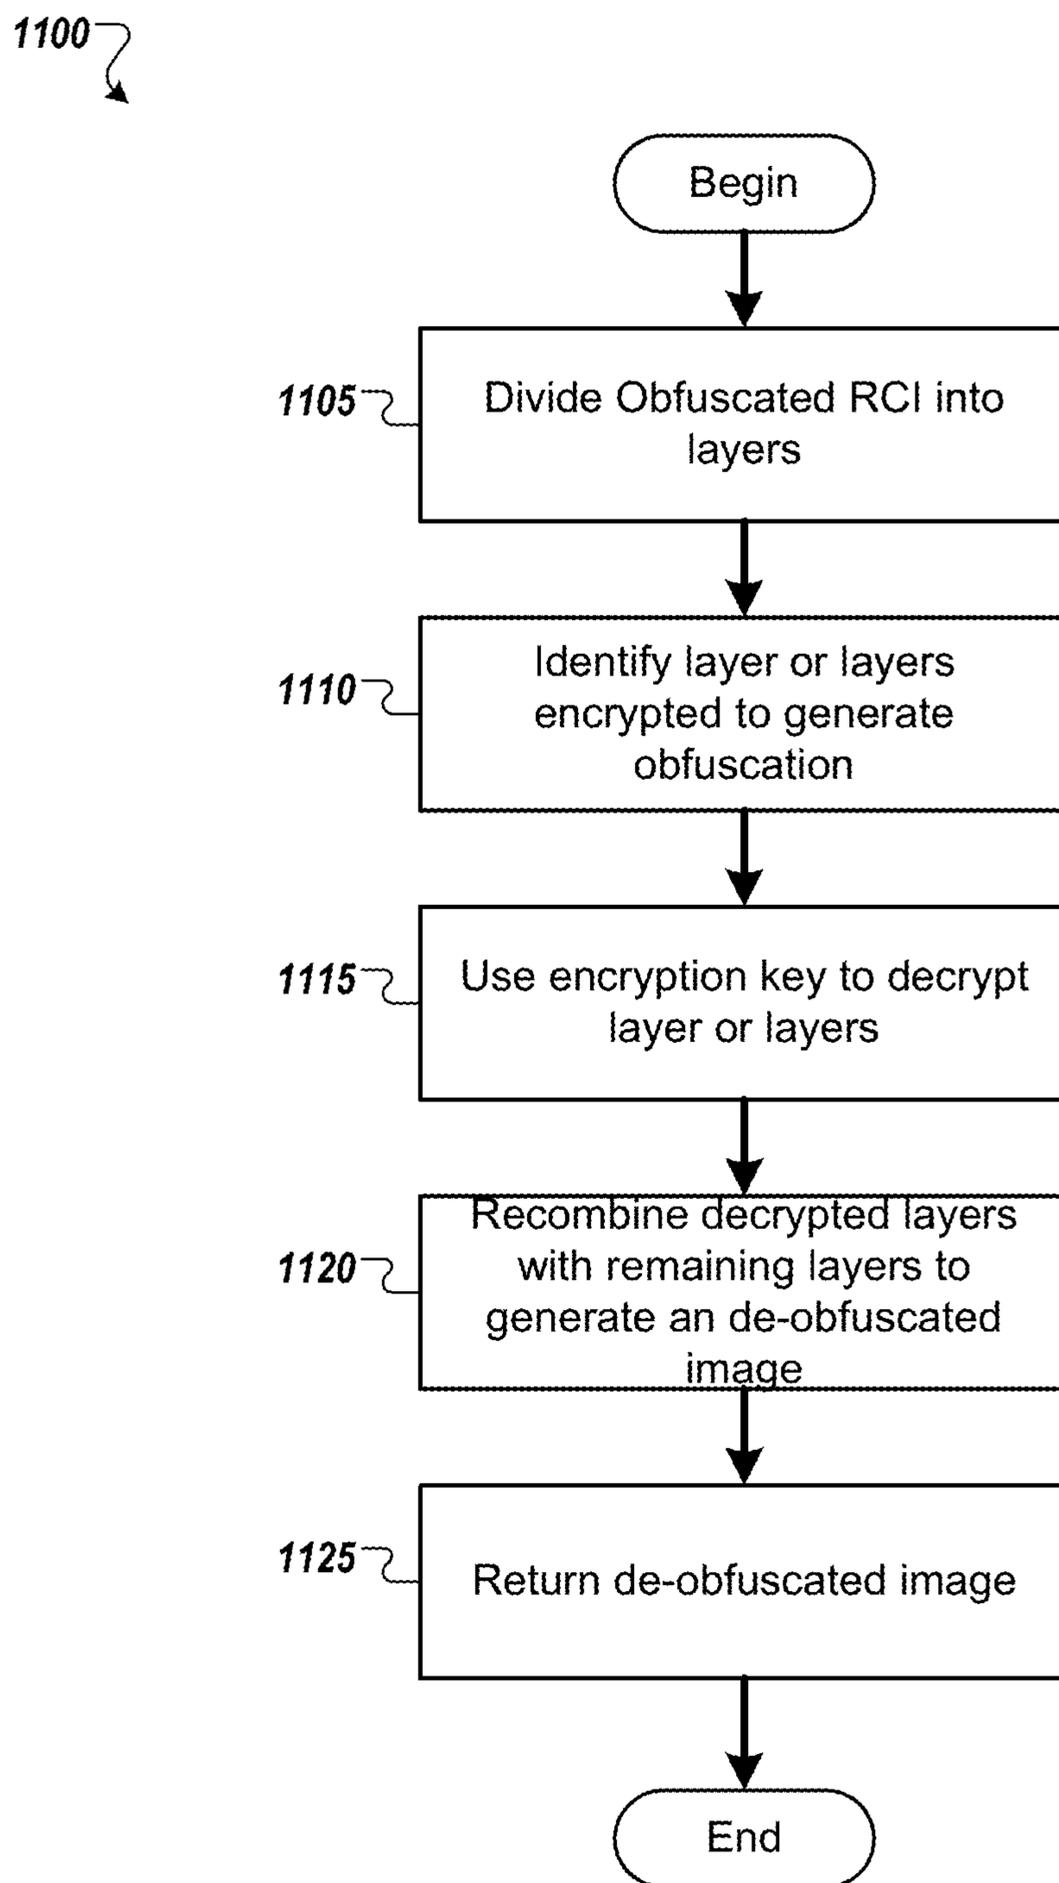 1100
Begin
1105
Divide Obfuscated RCI into
layers
1110
Identify layer or layers
encrypted to generate
obfuscation
1115
Use encryption key to decrypt
layer or layers
1120
Recombine decrypted layers
with remaining layers to
generate an de-obfuscated
image
1125
Return de-obfuscated image
End